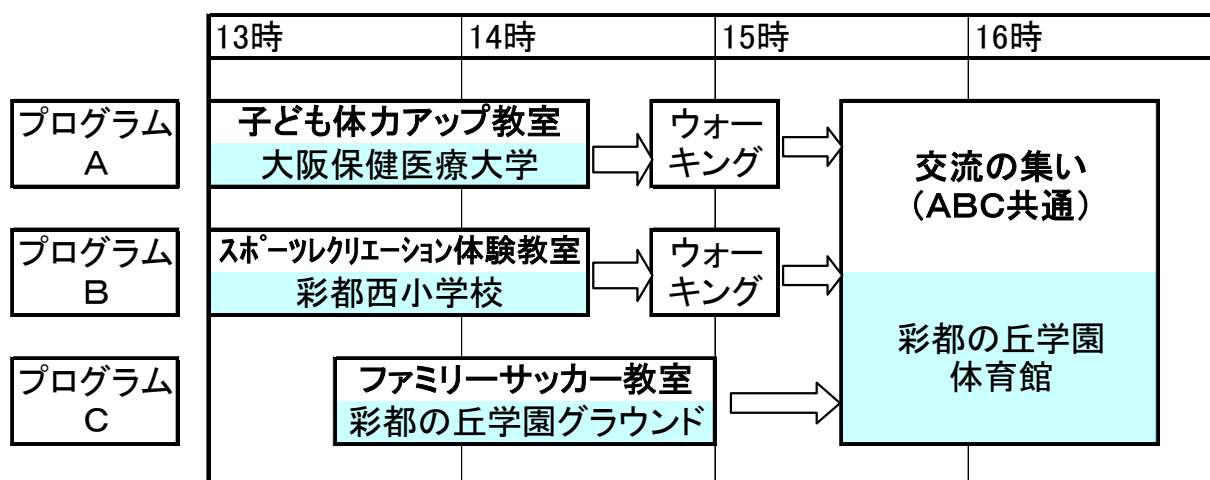 13時 14時 15時 16時
プログラム
A
子ども体力アップ教室
大阪保健医療大学
ウォー
キング
プログラム
B
ｽﾎﾟｰﾂﾚｸﾘｴｰｼｮﾝ体験教室
彩都西小学校
ウォー
キング
プログラム
C
ファミリーサッカー教室
彩都の丘学園グラウンド
交流の集い
（ABC共通）
彩都の丘学園
体育館